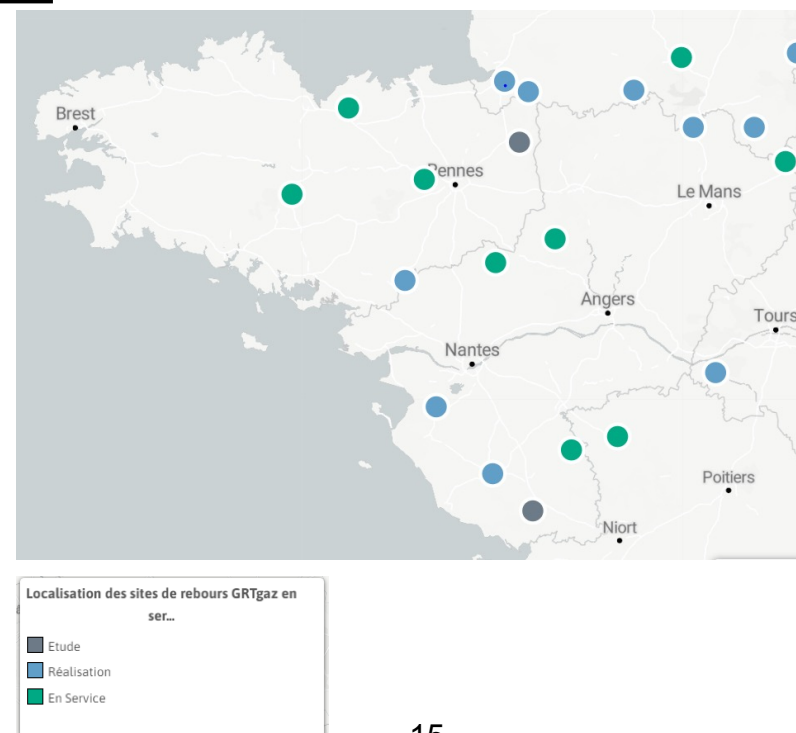 Brest
Rennes
Le Mans
Angers
Tours
Nantes
Poitiers
Niort
Localisation des sites de rebours GRTgaz en
ser...
Etude
Réalisation
En Service
15